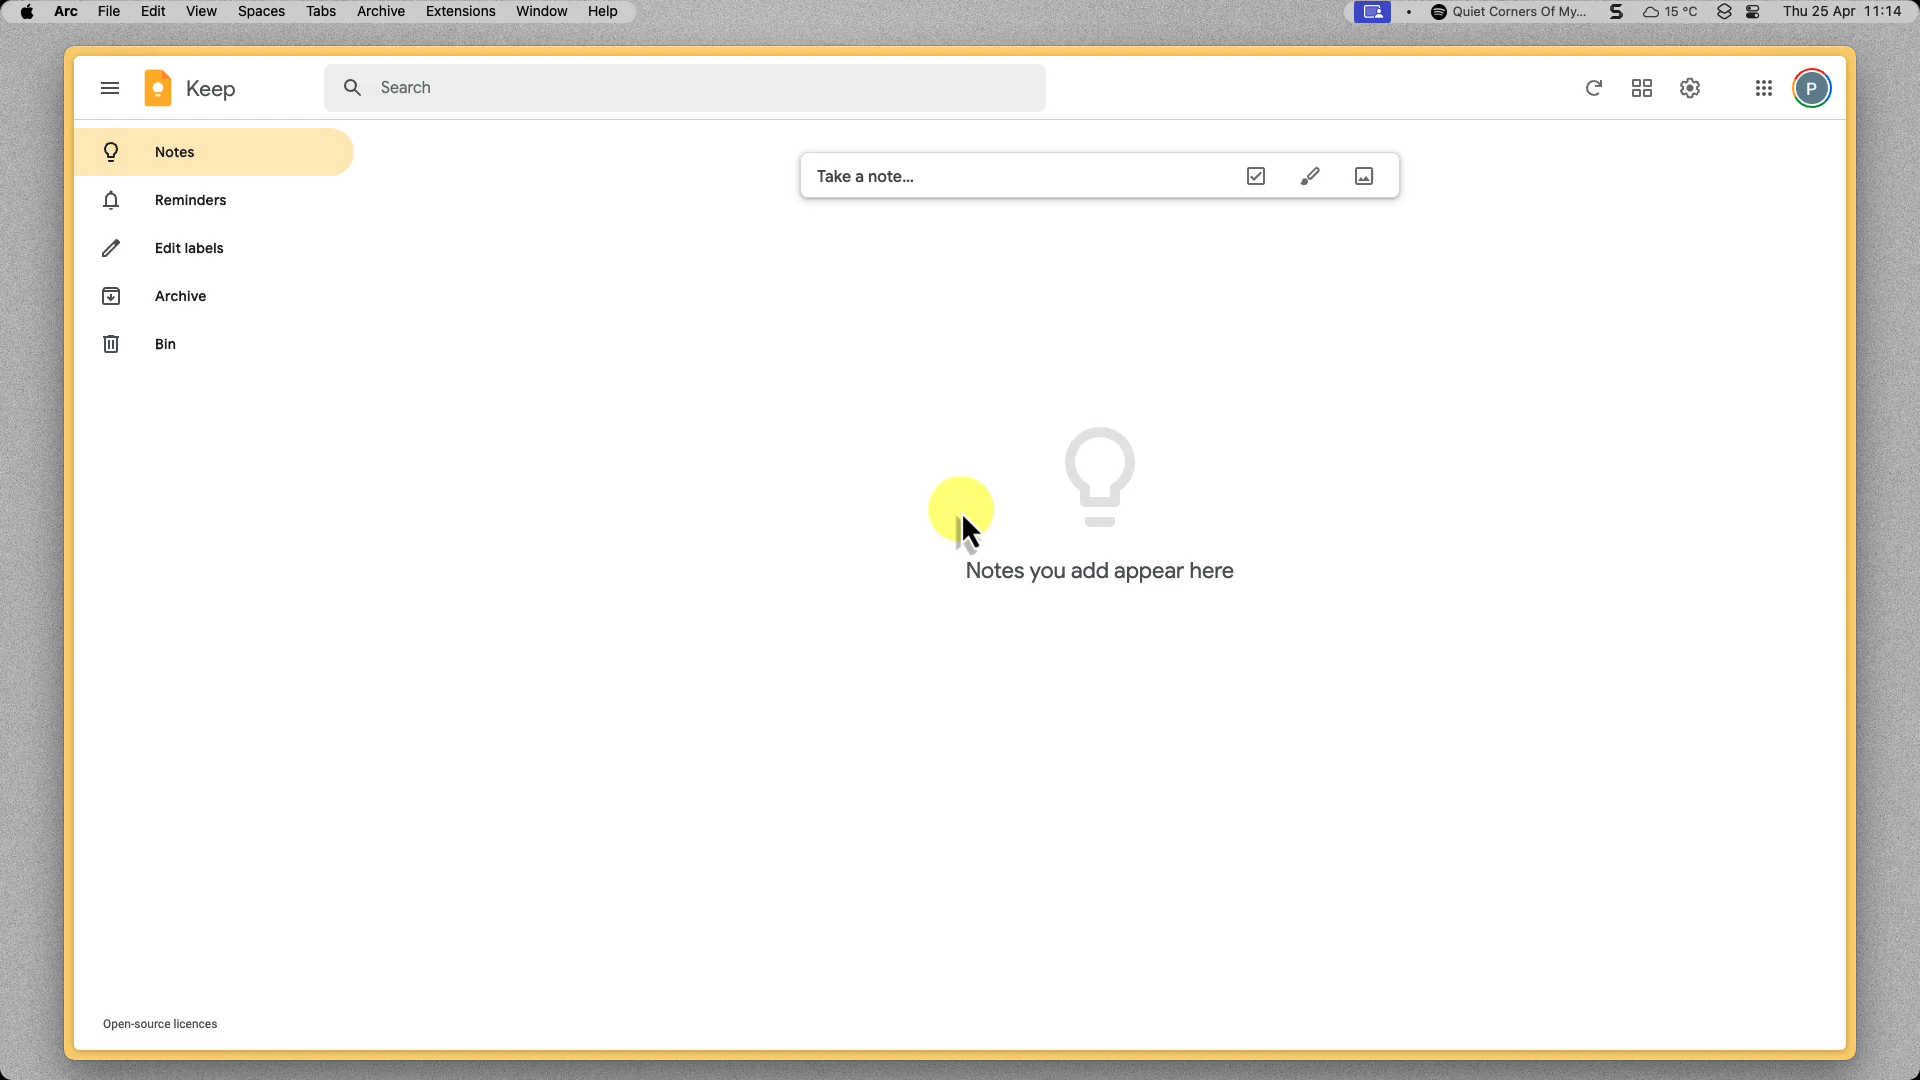 Arc File Edit View Spaces Tabs Archive Extensions Window Help Quiet Corners Of My... 15 °C Thu 25 Apr 11:14
Keep
Search
P
Notes
Take a note...
Reminders
Edit labels
Archive
Bin
Notes you add appear here
Open-source licences